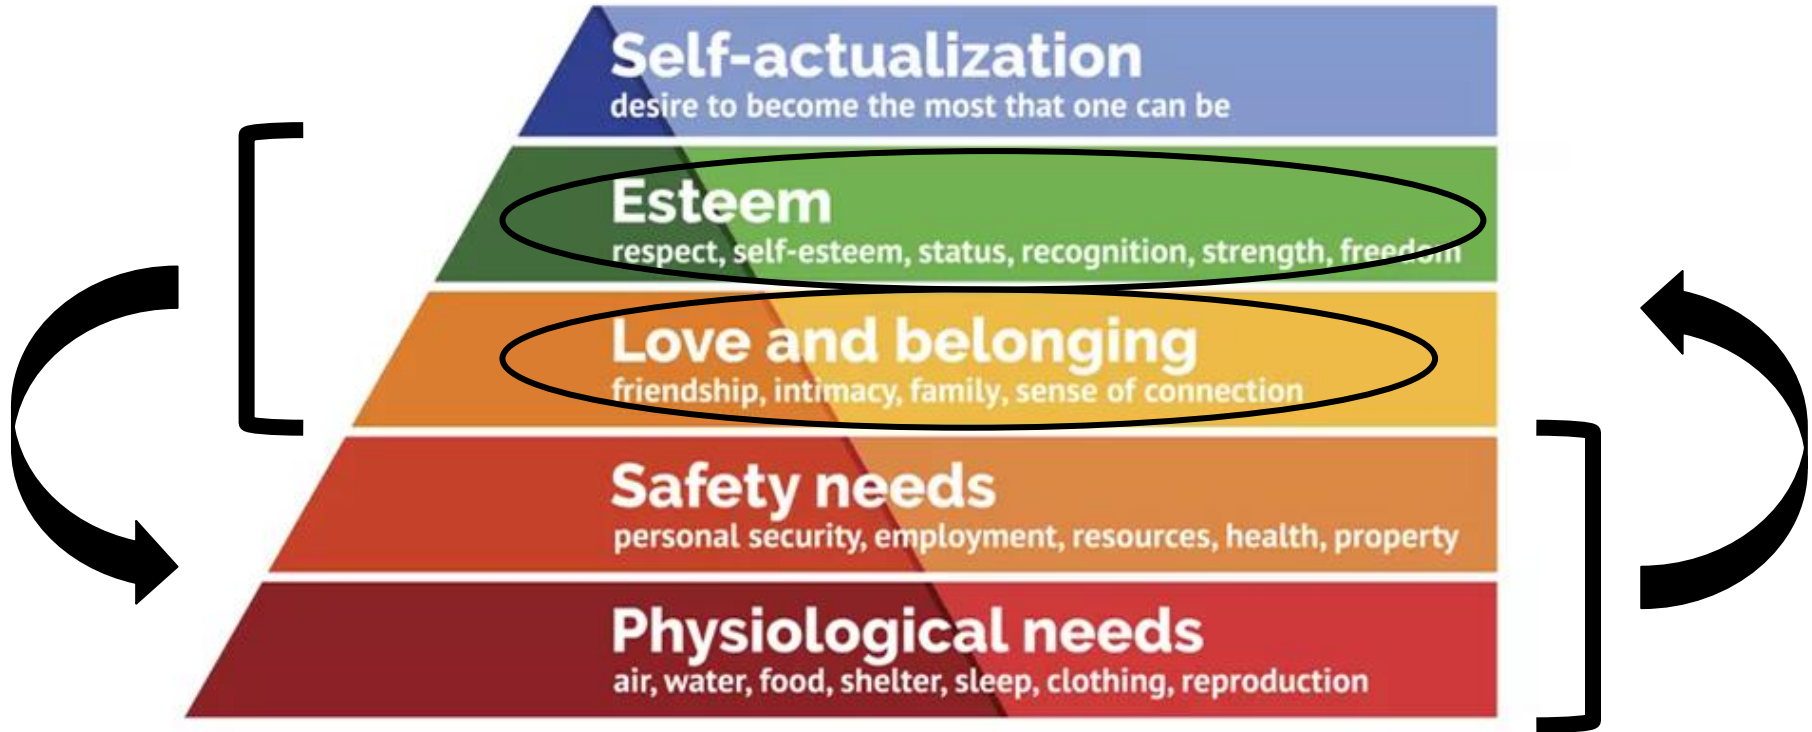 Self-actualization
desire to become the most that one can be
Esteem
respect, self-esteem, status, recognition, strength, freedom
Love and belonging
friendship, intimacy, family, sense of connection
Safety needs
personal security, employment, resources, health, property
Physiological needs
air, water, food, shelter, sleep, clothing, reproduction